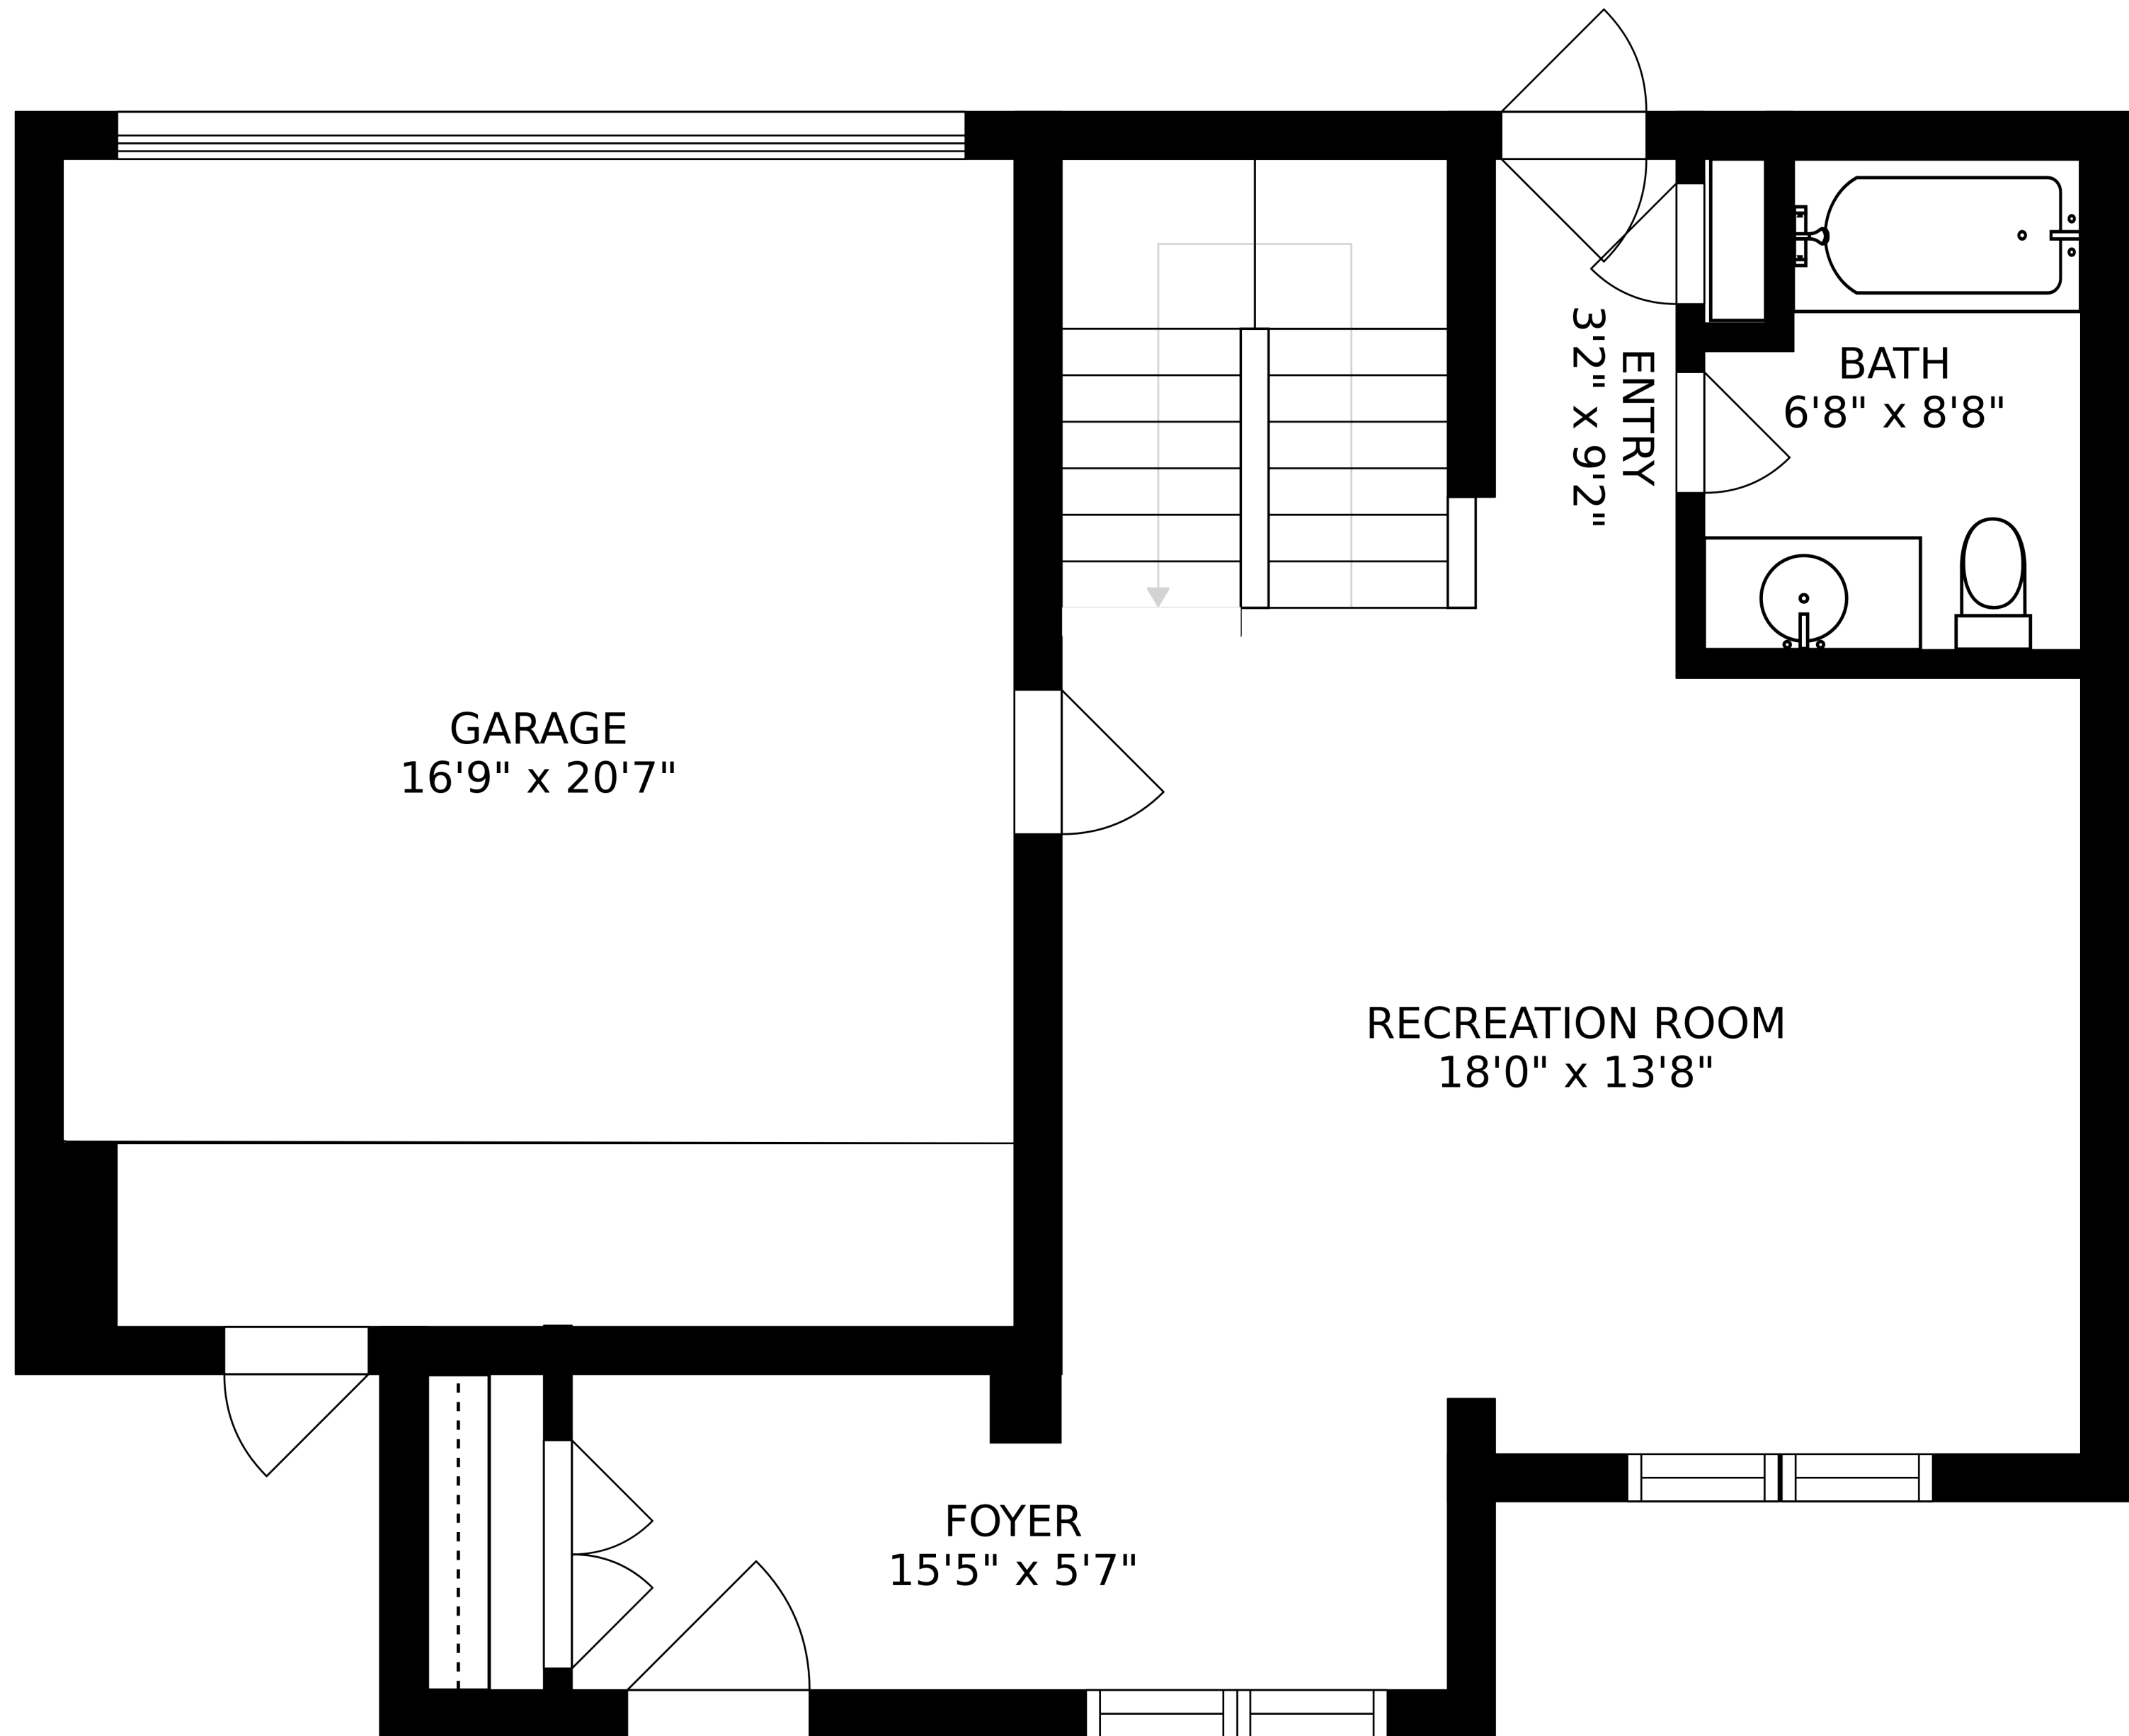 ENTRY
3'2" x 9'2"
BATH
6'8" x 8'8"
GARAGE
16'9" x 20'7"
RECREATION ROOM
18'0" x 13'8"
FOYER
15'5" x 5'7"